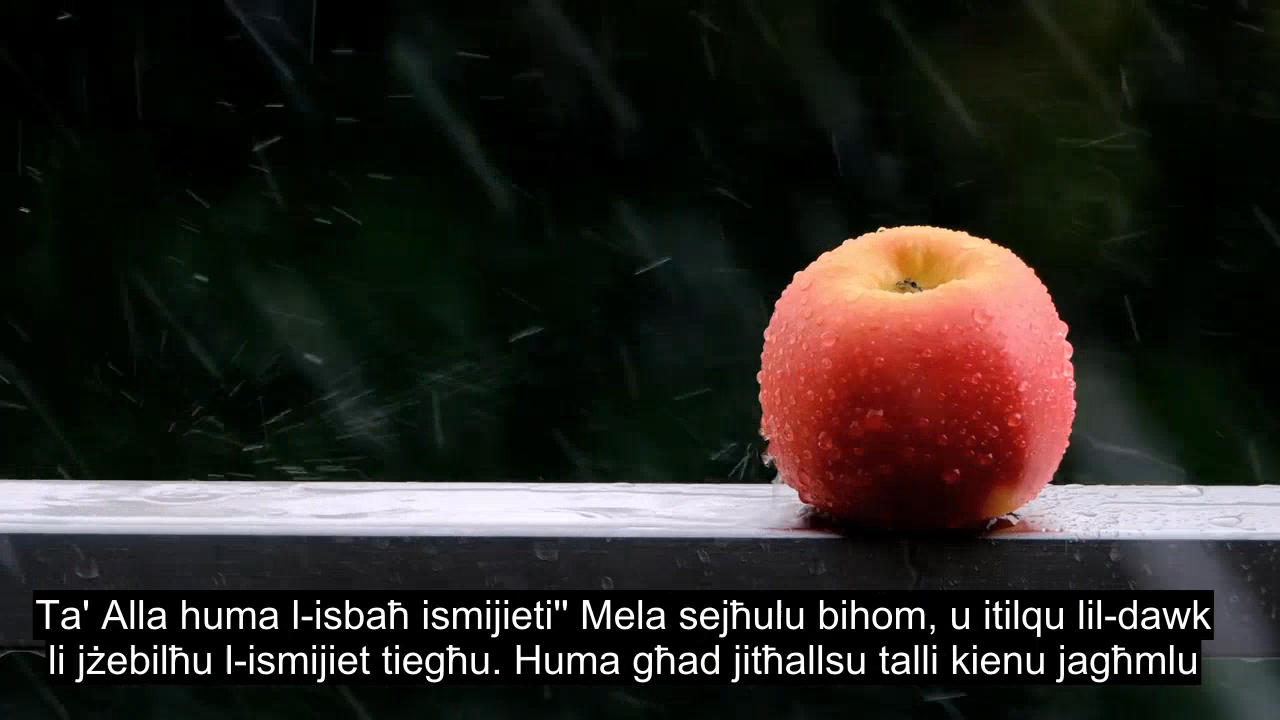 Ta' Alla huma l-isbaħ ismijieti" Mela sejħulu bihom, u itilqu lil-dawk
li jżebilħu l-ismijiet tiegħu. Huma għad jitħallsu talli kienu jagħmlu